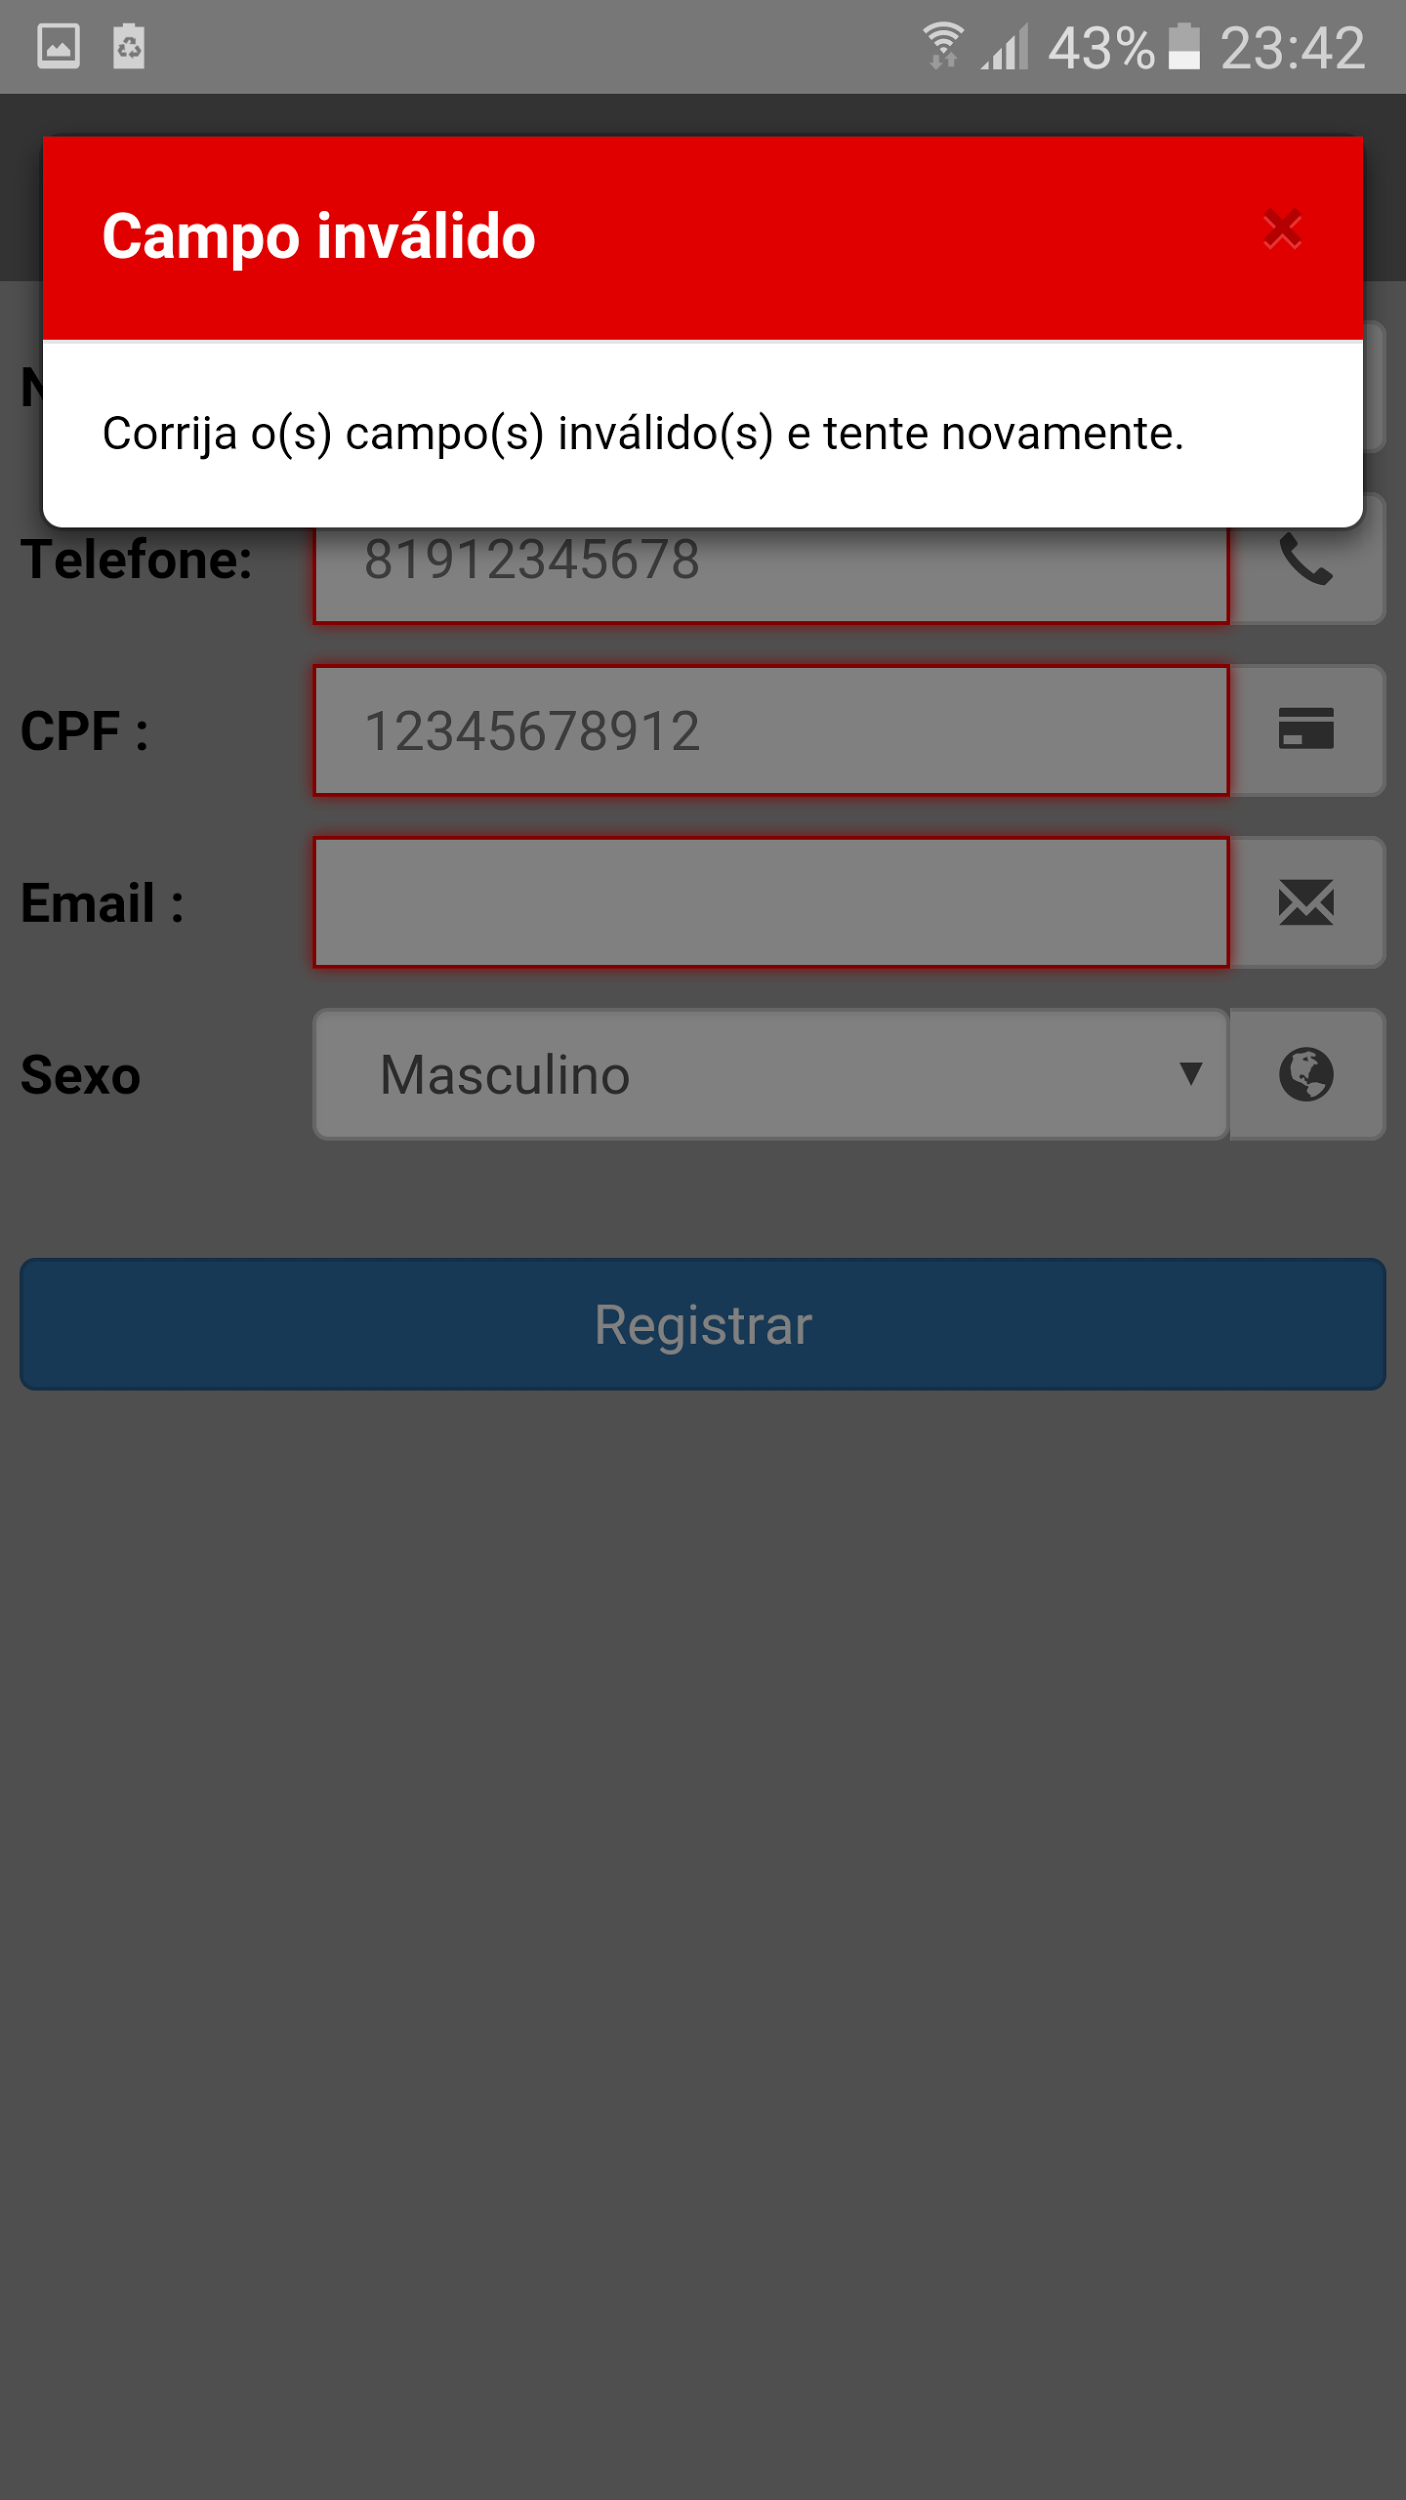 43% 23:42
Campo inválido
Corrija o(s) campo(s) inválido(s) e tente novamente.
Telefone: 81912345678
CPF : 12345678912
Email :
Sexo Masculino
Registrar